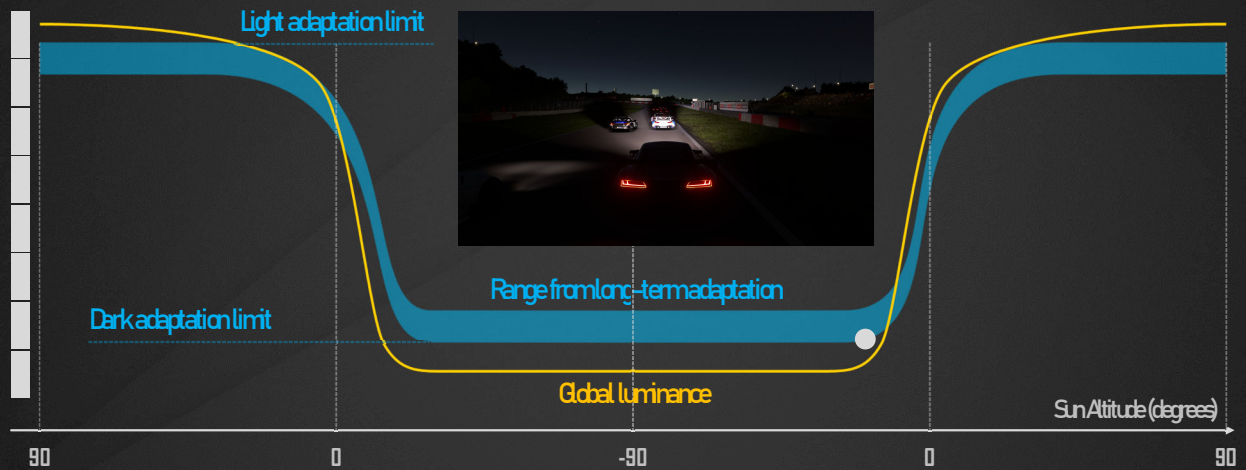 Light adaptation limit
Range from long-term adaptation
Dark adaptation limit
Global luminance
Sun Altitude (degrees)
90 0 -90 0 90